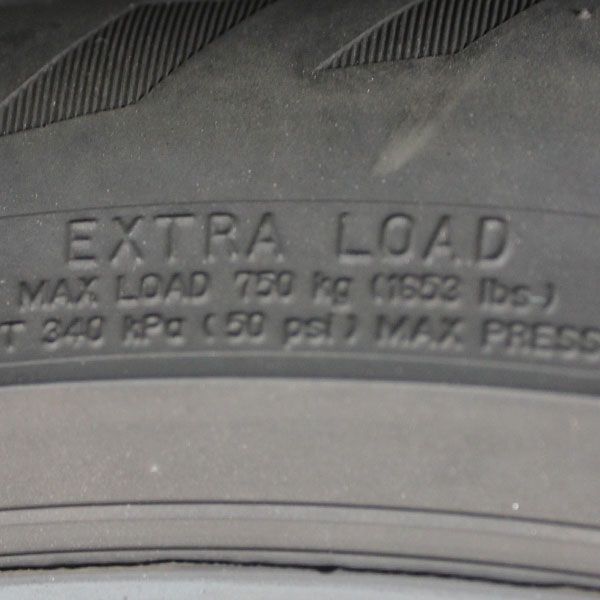 EXTRA LOAD
MAX LOAD 750 kg (1653 lbs.)
T 340 kPa (50 psi) MAX PRESS